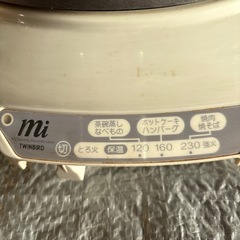 茶碗蒸し
なべもの
ホットケーキ
ハンバーグ
焼肉
焼そば
mi
TWINBIRD
切 とろ火 保温 120 160 230 強火